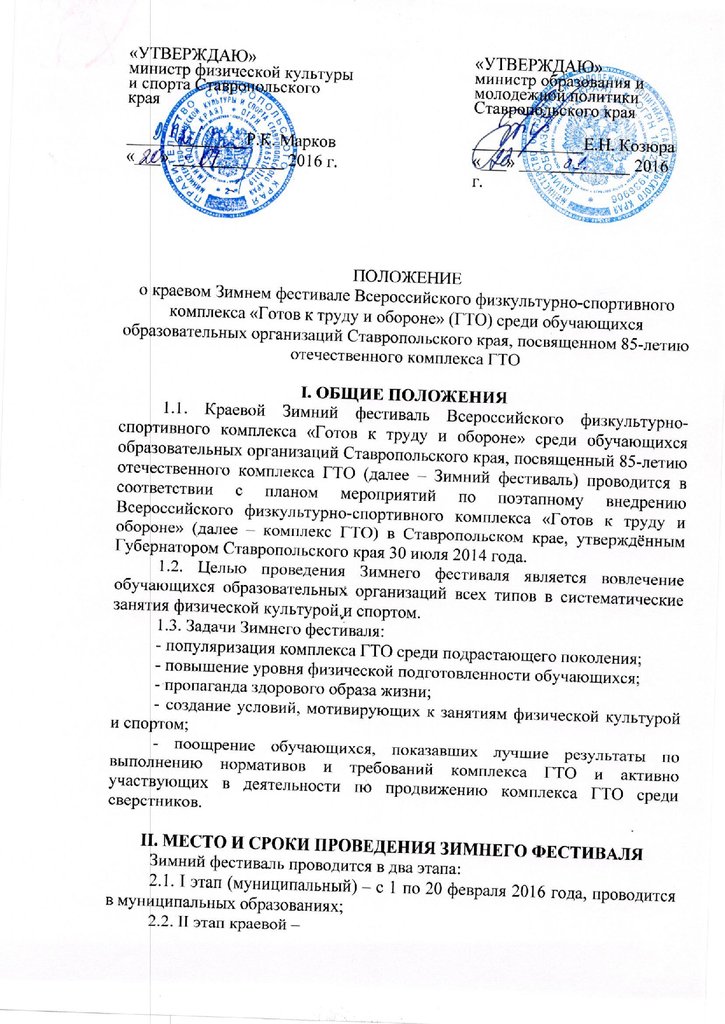 «УТВЕРЖДАЮ»
министр физической культуры
и спорта Ставропольского
края
Р.К. Марков
«20» 2016 г.
«УТВЕРЖДАЮ»
министр образования и
молодежной политики
Ставропольского края
Е.Н. Козюра
« » 2016
г.
ПОЛОЖЕНИЕ
о краевом Зимнем фестивале Всероссийского физкультурно-спортивного
комплекса «Готов к труду и обороне» (ГТО) среди обучающихся
образовательных организаций Ставропольского края, посвященном 85-летию
отечественного комплекса ГТО
I. ОБЩИЕ ПОЛОЖЕНИЯ
1.1. Краевой Зимний фестиваль Всероссийского физкультурно-
спортивного комплекса «Готов к труду и обороне» среди обучающихся
образовательных организаций Ставропольского края, посвященный 85-летию
отечественного комплекса ГТО (далее – Зимний фестиваль) проводится в
соответствии с планом мероприятий по поэтапному внедрению
Всероссийского физкультурно-спортивного комплекса «Готов к труду и
обороне» (далее – комплекс ГТО) в Ставропольском крае, утверждённым
Губернатором Ставропольского края 30 июля 2014 года.
1.2. Целью проведения Зимнего фестиваля является вовлечение
обучающихся образовательных организаций всех типов в систематические
занятия физической культурой и спортом.
1.3. Задачи Зимнего фестиваля:
- популяризация комплекса ГТО среди подрастающего поколения;
- повышение уровня физической подготовленности обучающихся;
- пропаганда здорового образа жизни;
- создание условий, мотивирующих к занятиям физической культурой
и спортом;
- поощрение обучающихся, показавших лучшие результаты по
выполнению нормативов и требований комплекса ГТО и активно
участвующих в деятельности по продвижению комплекса ГТО среди
сверстников.
II. МЕСТО И СРОКИ ПРОВЕДЕНИЯ ЗИМНЕГО ФЕСТИВАЛЯ
Зимний фестиваль проводится в два этапа:
2.1. I этап (муниципальный) – с 1 по 20 февраля 2016 года, проводится
в муниципальных образованиях;
2.2. II этап краевой –